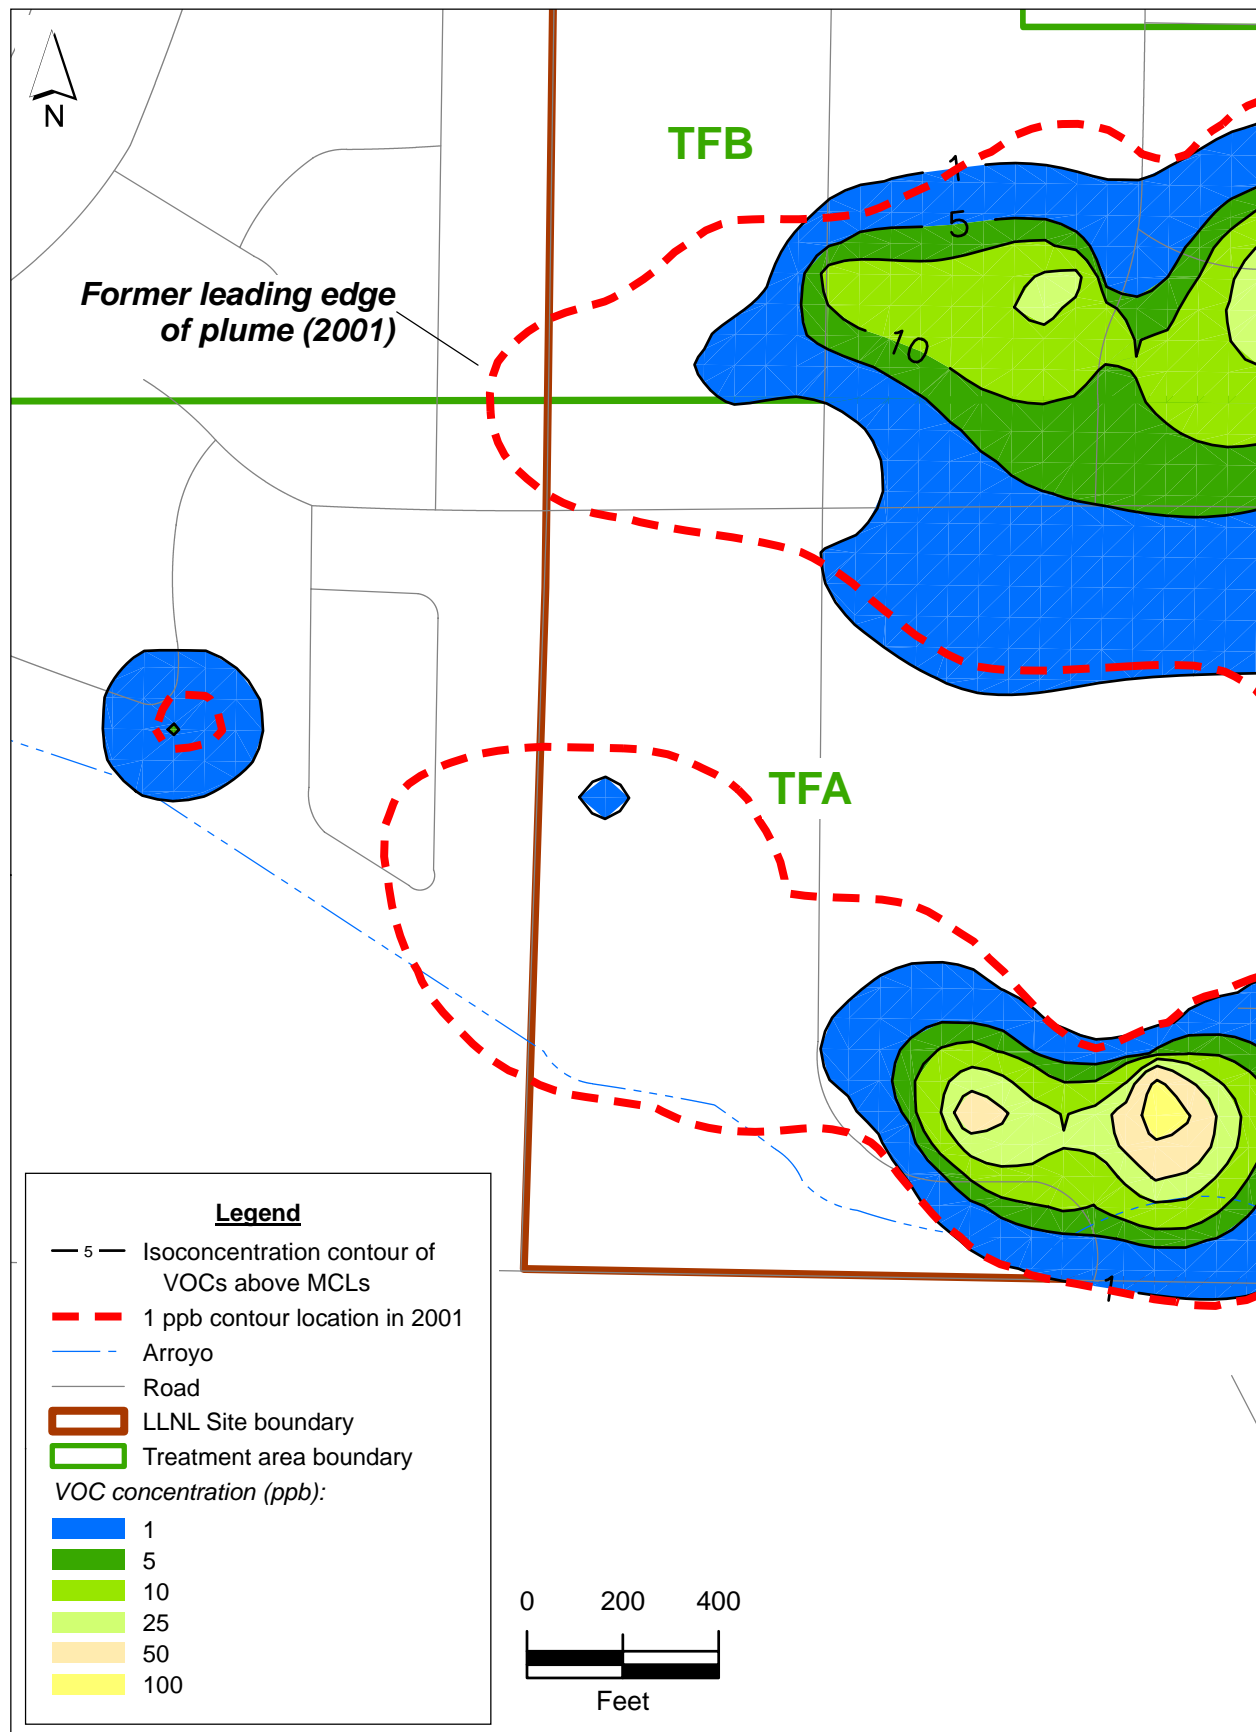 N
TFB
1
5
Former leading edge
of plume (2001)
10
TFA
1
Legend
5 Isoconcentration contour of
VOCs above MCLs
1 ppb contour location in 2001
Arroyo
Road
LLNL Site boundary
Treatment area boundary
VOC concentration (ppb):
1
5
10
25
50
100
0 200 400
Feet